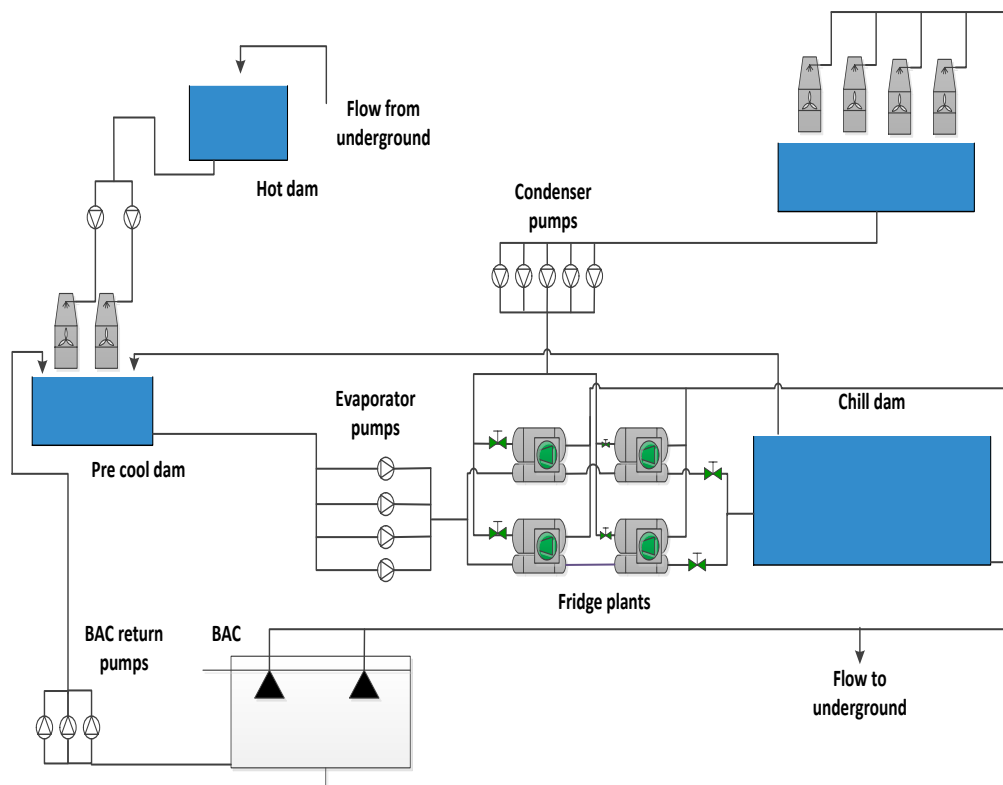 Flow from
underground
Hot dam
Condenser
pumps
Chill dam
Evaporator
pumps
Pre cool dam
Fridge plants
BAC return
pumps
BAC
Flow to
underground